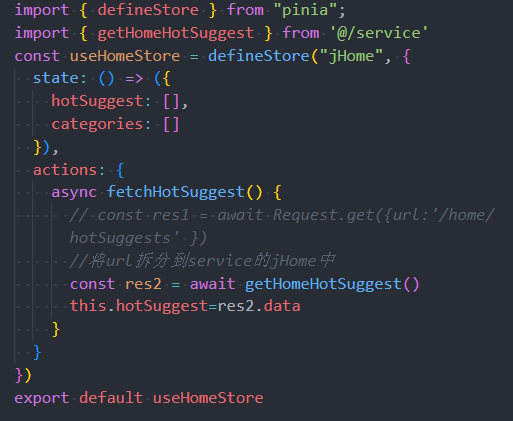 import { defineStore } from "pinia";
import { getHomeHotSuggest } from '@/service'
const useHomeStore = defineStore("jHome", {
  state: () => ({
    hotSuggest: [],
    categories: []
  }),
  actions: {
    async fetchHotSuggest() {
      // const res1 = await Request.get({url:'/home/
      hotSuggests' })
      //将url拆分到service的jHome中
      const res2 = await getHomeHotSuggest()
      this.hotSuggest=res2.data
    }
  }
})
export default useHomeStore